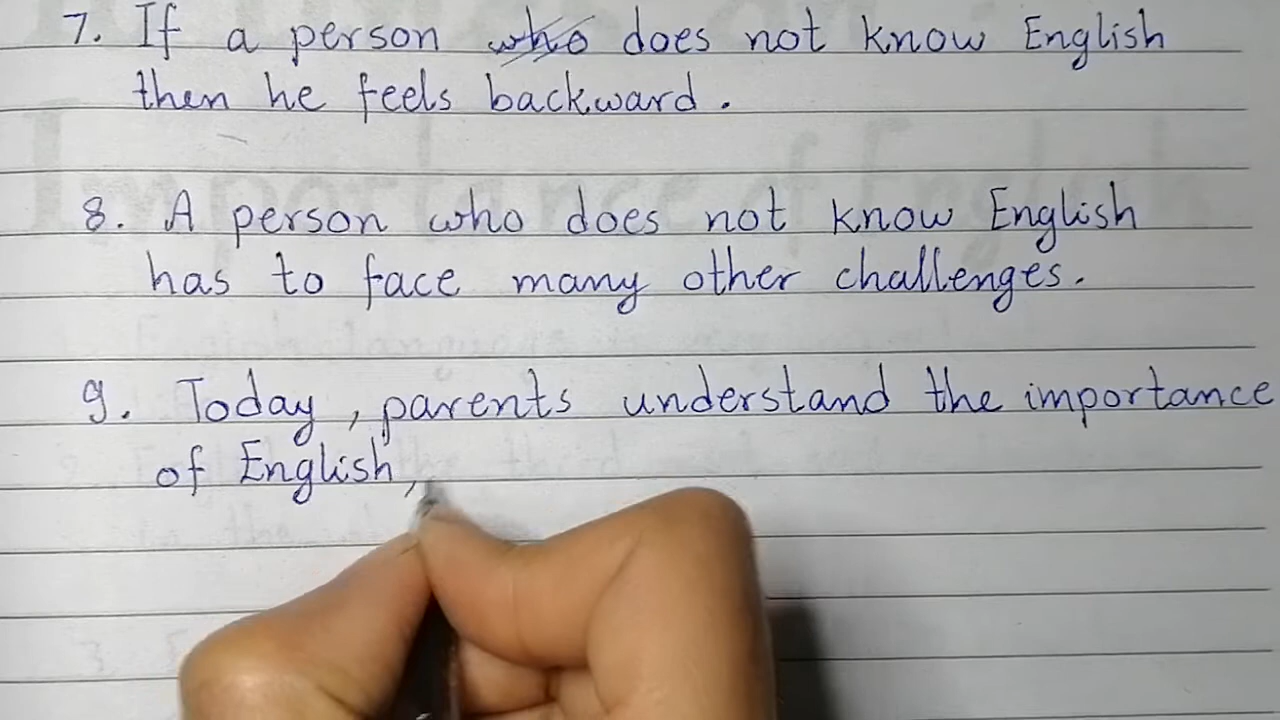 7. If a person who does not know English
then he feels backward.
8. A person who does not know English
has to face many other challenges.
9. Today, parents understand the importance
of English,